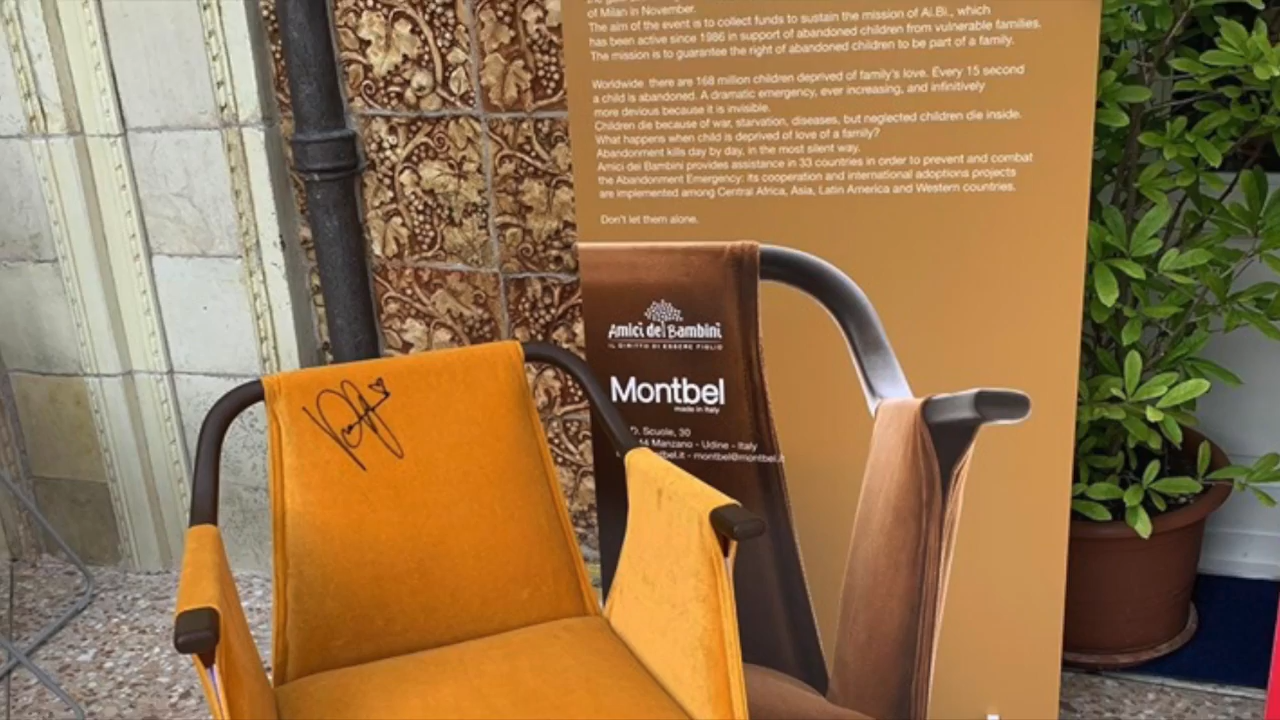 of Milan in November.
The aim of the event is to collect funds to sustain the mission of Ai.Bi., which
has been active since 1986 in support of abandoned children from vulnerable families.
The mission is to guarantee the right of abandoned children to be part of a family.
Worldwide there are 168 million children deprived of family's love. Every 15 second
a child is abandoned. A dramatic emergency, ever increasing, and infinitively
more devious because it is invisible.
Children die because of war, starvation, diseases, but neglected children die inside.
What happens when child is deprived of love of a family?
Abandonment kills day by day, in the most silent way.
Amici dei Bambini provides assistance in 33 countries in order to prevent and combat
the Abandonment Emergency: its cooperation and international adoptions projects
are implemented among Central Africa, Asia, Latin America and Western countries.
Don't let them alone.
Amici dei Bambini
IL DIRITTO DI ESSERE FIGLIO
Montbel
made in Italy
Scuole, 30
Manzano - Udine - Italy
montbel@montbel.it